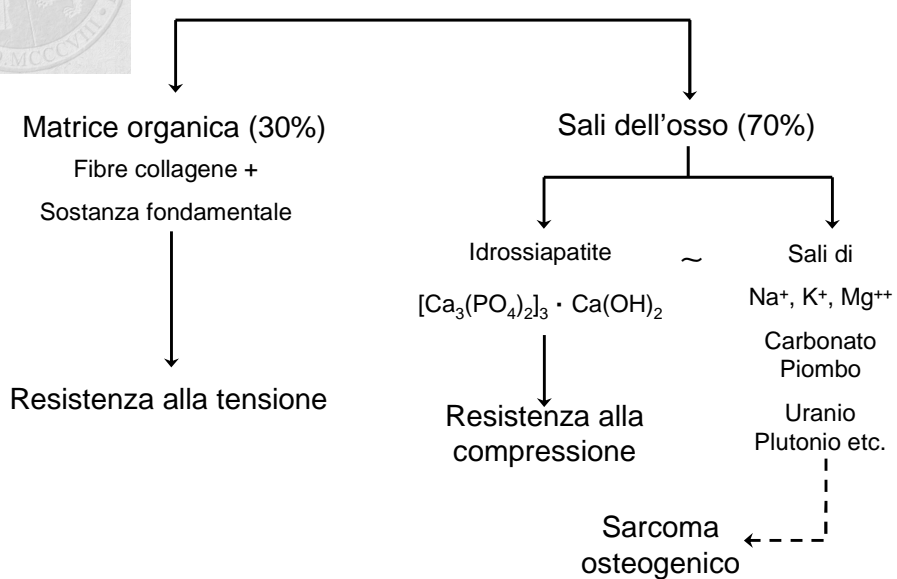 D. MCCCVIII
Matrice organica (30%)
Fibre collagene +
Sostanza fondamentale
Resistenza alla tensione
Sali dell’osso (70%)
Idrossiapatite
[Ca₃(PO₄)₂]₃ · Ca(OH)₂
Resistenza alla
compressione
~
Sali di
Na⁺, K⁺, Mg⁺⁺
Carbonato
Piombo
Uranio
Plutonio etc.
Sarcoma
osteogenico